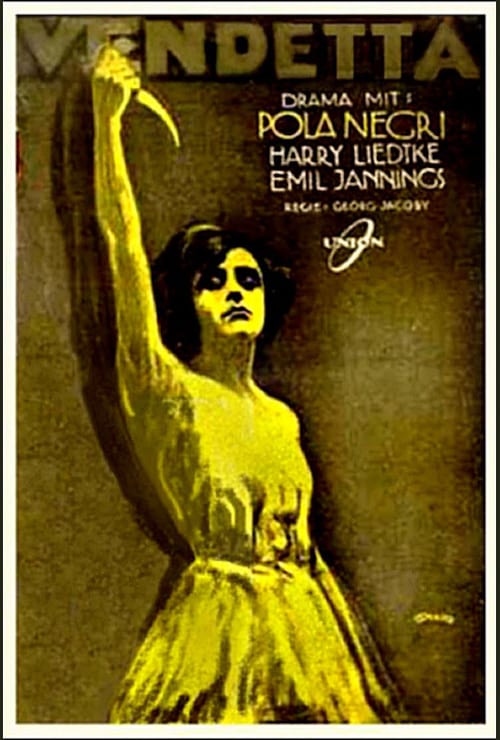 VENDETTA
DRAMA MIT:
POLA NEGRI
HARRY LIEDTKE
EMIL JANNINGS
REGIE: GEORG JACOBY
UNION